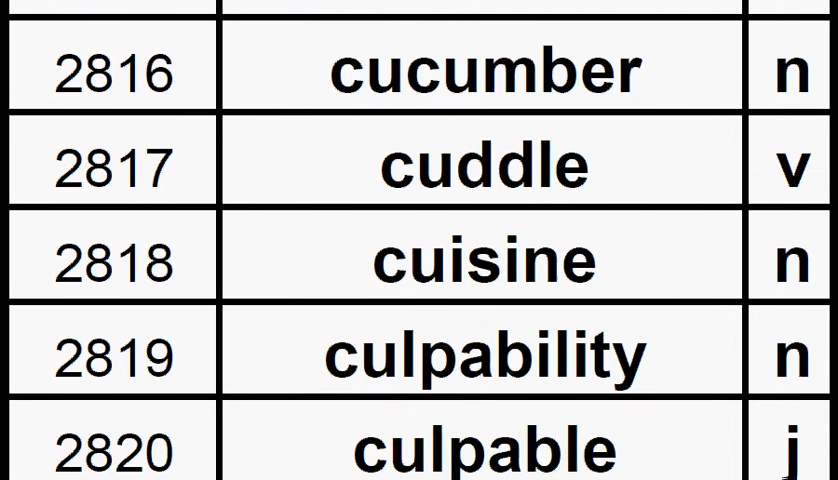 2816 cucumber n
2817 cuddle v
2818 cuisine n
2819 culpability n
2820 culpable j